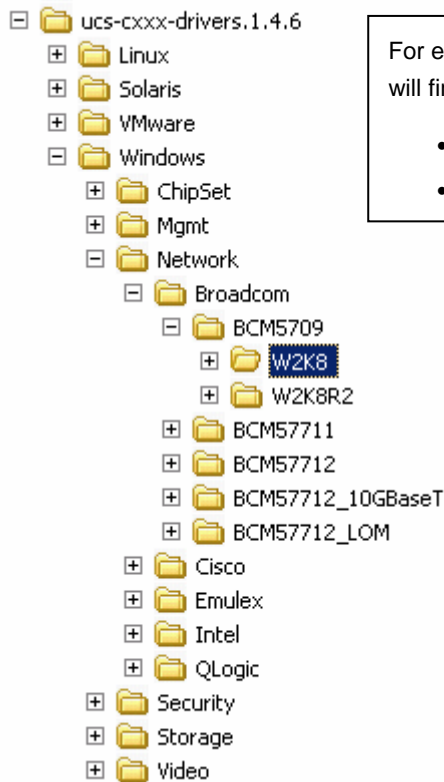 ucs-cxxx-drivers.1.4.6
Linux
Solaris
VMware
Windows
ChipSet
Mgmt
Network
Broadcom
BCM5709
W2K8
W2K8R2
BCM57711
BCM57712
BCM57712_10GBaseT
BCM57712_LOM
Cisco
Emulex
Intel
QLogic
Security
Storage
Video
For e
will fi